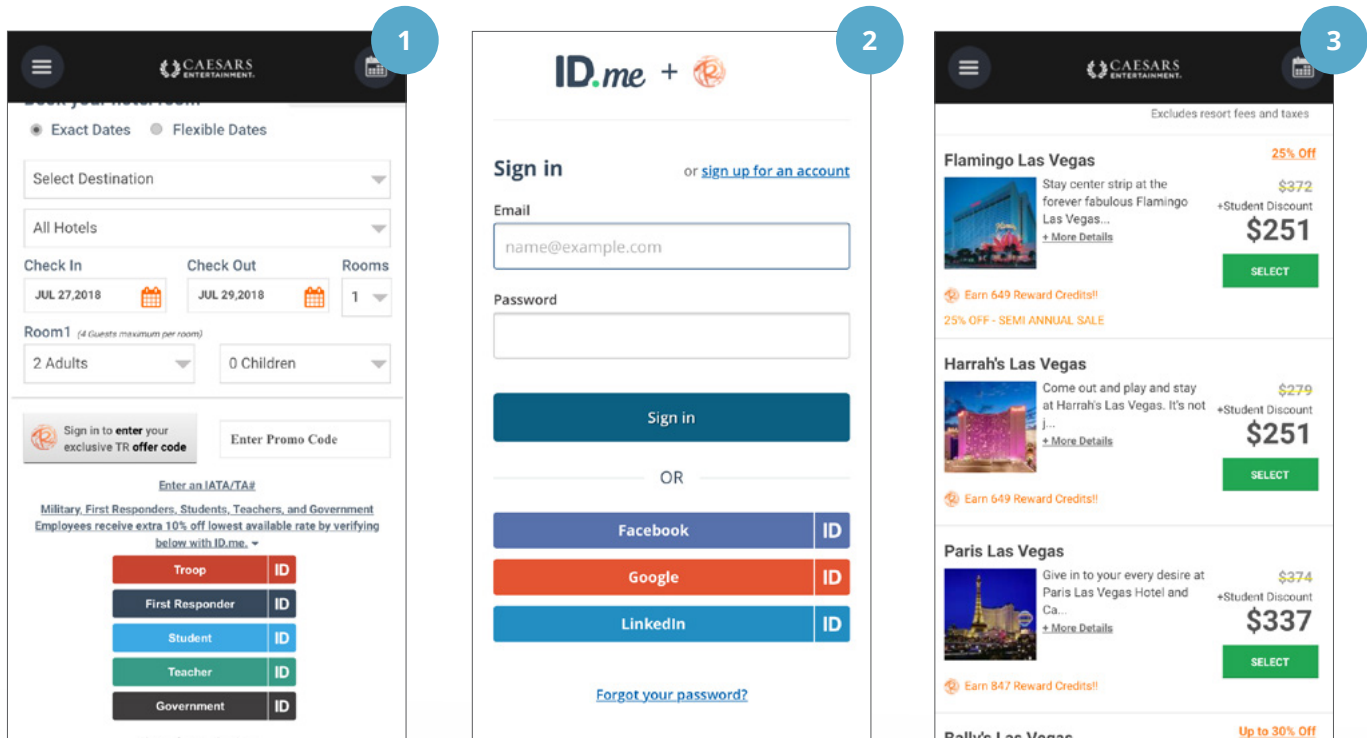 1
CAESARS
ENTERTAINMENT.
Book your hotel room
Exact Dates Flexible Dates
Select Destination
All Hotels
Check In Check Out Rooms
JUL 27,2018 JUL 29,2018 1
Room1 (4 Guests maximum per room)
2 Adults 0 Children
Sign in to enter your
exclusive TR offer code
Enter Promo Code
Enter an IATA/TA#
Military, First Responders, Students, Teachers, and Government
Employees receive extra 10% off lowest available rate by verifying
below with ID.me.
Troop ID
First Responder ID
Student ID
Teacher ID
Government ID
2
ID.me + R
Sign in or sign up for an account
Email
name@example.com
Password
Sign in
OR
Facebook ID
Google ID
LinkedIn ID
Forgot your password?
3
CAESARS
ENTERTAINMENT.
Excludes resort fees and taxes
25% Off
Flamingo Las Vegas
Stay center strip at the
forever fabulous Flamingo
Las Vegas...
+ More Details
$372
+Student Discount
$251
SELECT
Earn 649 Reward Credits!!
25% OFF - SEMI ANNUAL SALE
Harrah's Las Vegas
Come out and play and stay
at Harrah's Las Vegas. It's not
j...
+ More Details
$279
+Student Discount
$251
SELECT
Earn 649 Reward Credits!!
Paris Las Vegas
Give in to your every desire at
Paris Las Vegas Hotel and
Ca...
+ More Details
$374
+Student Discount
$337
SELECT
Earn 847 Reward Credits!!
Up to 30% Off
Bally's Las Vegas